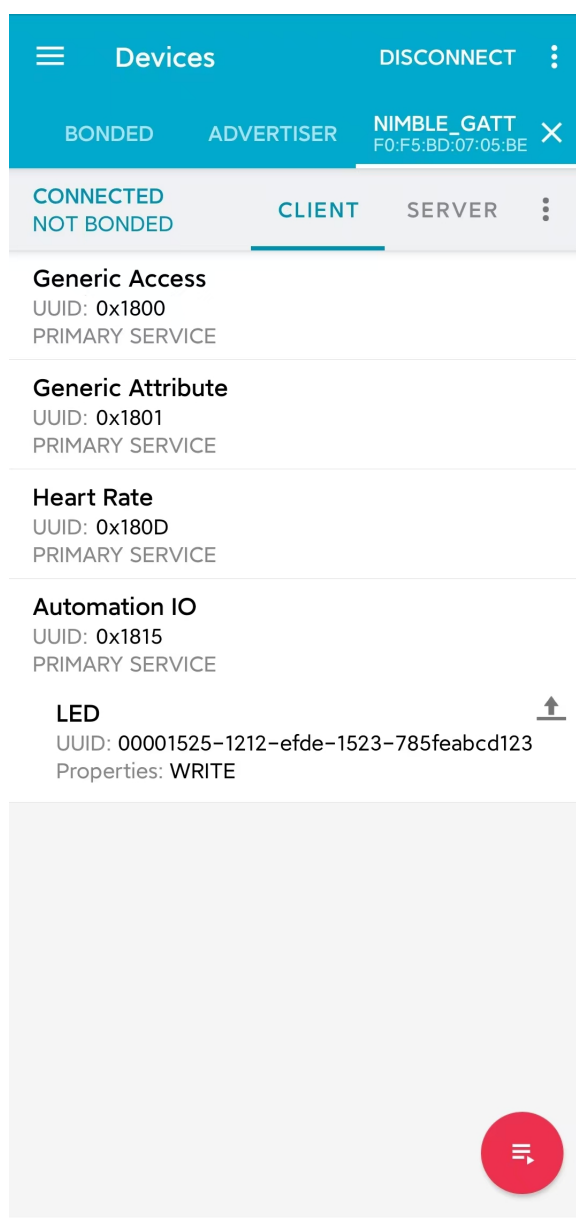 Devices
DISCONNECT
BONDED
ADVERTISER
NIMBLE_GATT
F0:F5:BD:07:05:BE
CONNECTED
NOT BONDED
CLIENT
SERVER
Generic Access
UUID: 0x1800
PRIMARY SERVICE
Generic Attribute
UUID: 0x1801
PRIMARY SERVICE
Heart Rate
UUID: 0x180D
PRIMARY SERVICE
Automation IO
UUID: 0x1815
PRIMARY SERVICE
LED
UUID: 00001525-1212-efde-1523-785feabcd123
Properties: WRITE